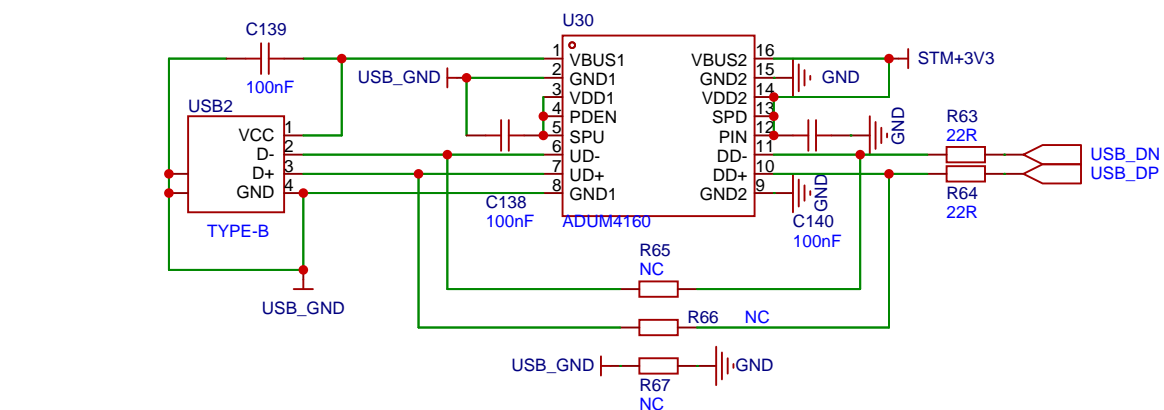 C139
100nF
U30
ADUM4160
1 VBUS1
2 GND1
3 VDD1
4 PDEN
5 SPU
6 UD-
7 UD+
8 GND1
VBUS2 16
GND2 15
VDD2 14
SPD 13
PIN 12
DD- 11
DD+ 10
GND2 9
USB_GND
STM+3V3
GND
GND
GND
USB2
VCC 1
D- 2
D+ 3
GND 4
TYPE-B
USB_GND
C138
100nF
C140
100nF
R63
22R
R64
22R
USB_DN
USB_DP
R65
NC
R66 NC
USB_GND
GND
R67
NC